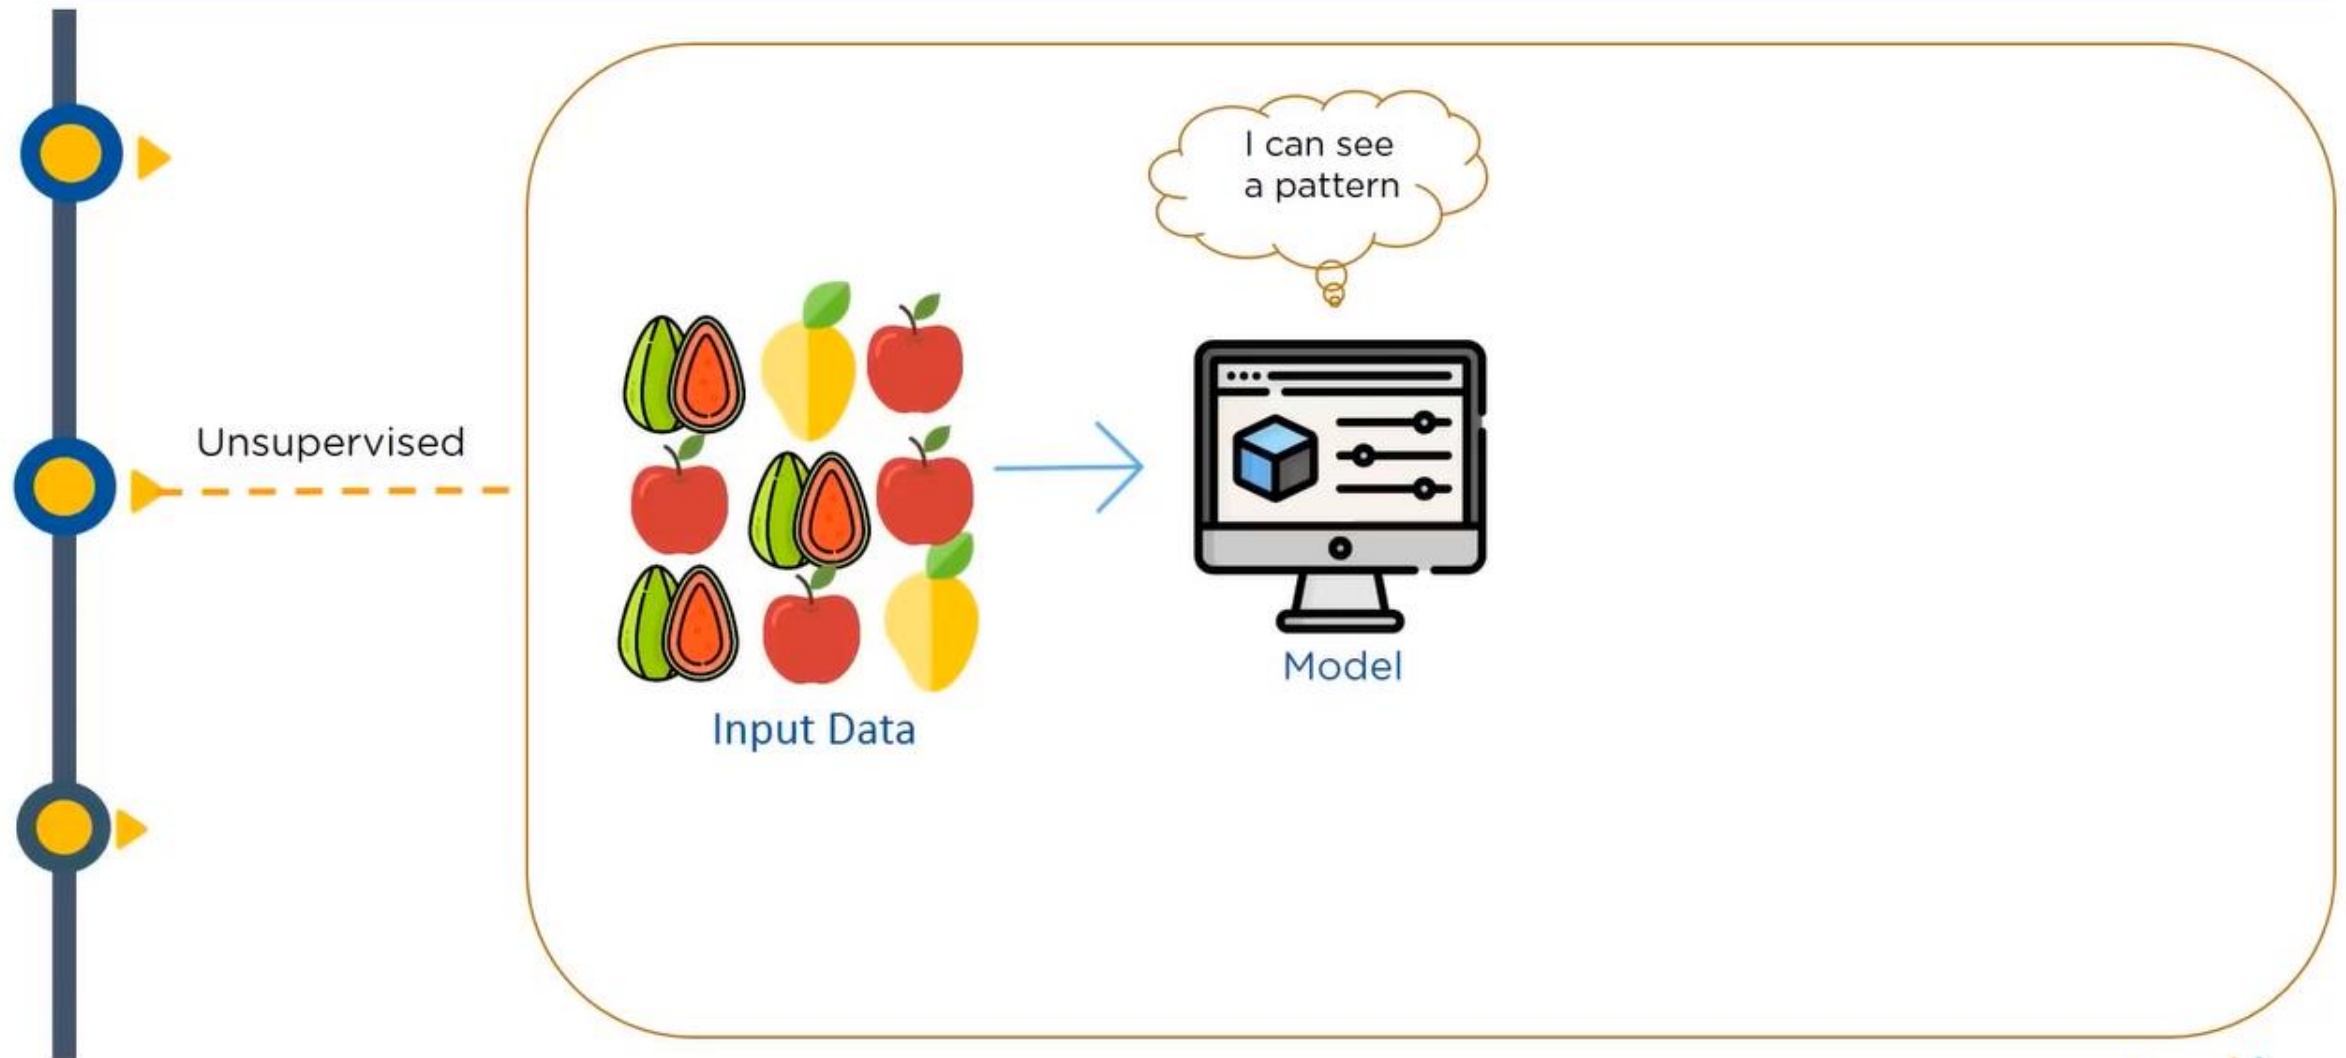 I can see
a pattern
Unsupervised
Model
Input Data